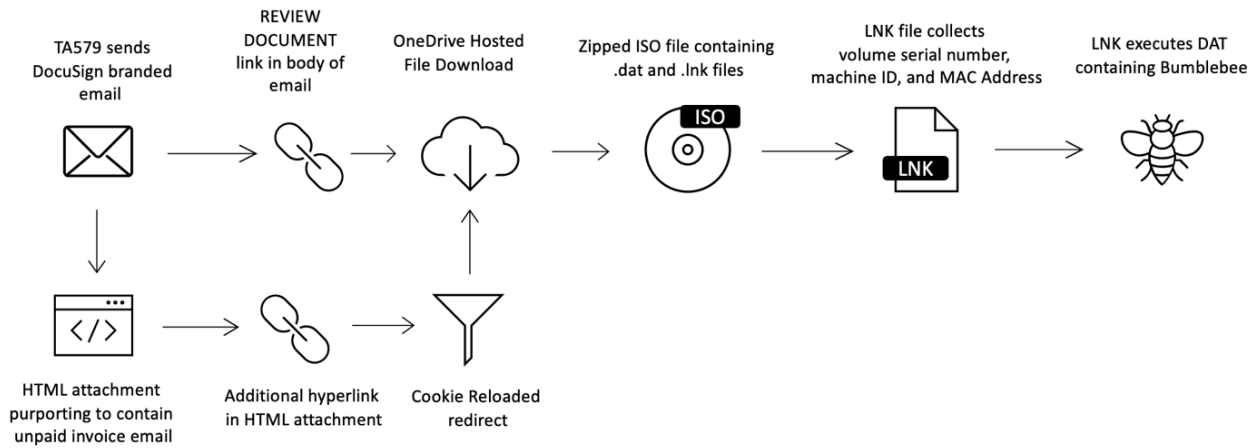 TA579 sends
DocuSign branded
email
REVIEW
DOCUMENT
link in body of
email
OneDrive Hosted
File Download
Zipped ISO file containing
.dat and .lnk files
LNK file collects
volume serial number,
machine ID, and MAC Address
LNK executes DAT
containing Bumblebee
ISO
LNK
</>
HTML attachment
purporting to contain
unpaid invoice email
Additional hyperlink
in HTML attachment
Cookie Reloaded
redirect